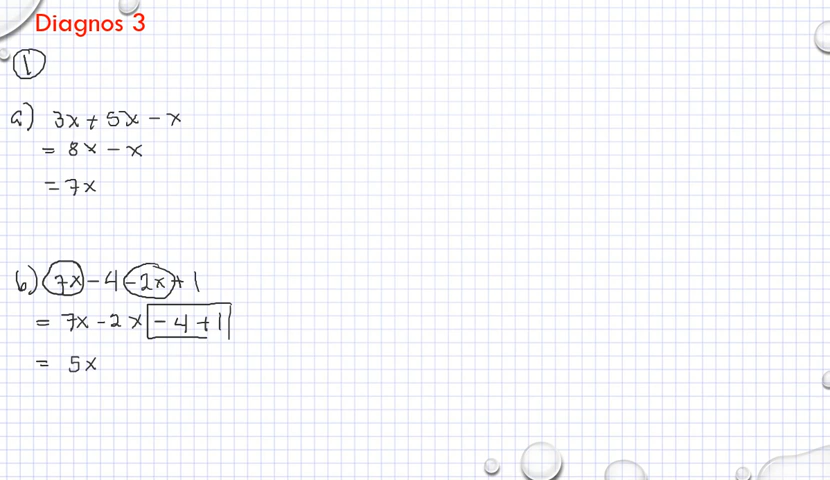 Diagnos 3
1
a) 3x + 5x - x
= 8x - x
= 7x
b) 7x - 4 - 2x + 1
= 7x - 2x - 4 + 1
= 5x